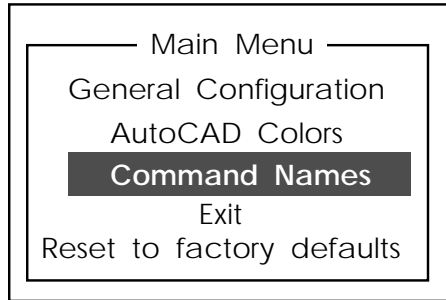 Main Menu
General Configuration
AutoCAD Colors
Command Names
Exit
Reset to factory defaults